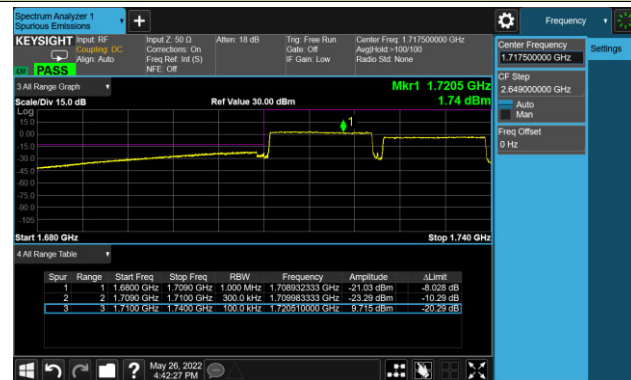 Spectrum Analyzer 1
Spurious Emissions
Frequency
KEYSIGHT
Input: RF
Coupling: DC
Align: Auto
Input Z: 50 Ω
Corrections: On
Freq Ref: Int (S)
NFE: Off
Atten: 18 dB
Trig: Free Run
Gate: Off
IF Gain: Low
Center Freq: 1.717500000 GHz
Avg|Hold:>100/100
Radio Std: None
PASS
Center Frequency
1.717500000 GHz
Settings
CF Step
2.649000000 GHz
Auto
Man
Freq Offset
0 Hz
3 All Range Graph
Mkr1 1.7205 GHz
Scale/Div 15.0 dB
Ref Value 30.00 dBm
1.74 dBm
Log
15.0
0.00
-15.0
-30.0
-45.0
-60.0
-75.0
-90.0
-105
1
Start 1.680 GHz
Stop 1.740 GHz
4 All Range Table
Spur Range Start Freq Stop Freq RBW Frequency Amplitude ΔLimit
1 1 1.6800 GHz 1.7090 GHz 1.000 MHz 1.708932333 GHz -21.03 dBm -8.028 dB
2 2 1.7090 GHz 1.7100 GHz 300.0 kHz 1.709983333 GHz -23.29 dBm -10.29 dB
3 3 1.7100 GHz 1.7400 GHz 100.0 kHz 1.720510000 GHz 9.715 dBm -20.29 dB
?
May 26, 2022
4:42:27 PM